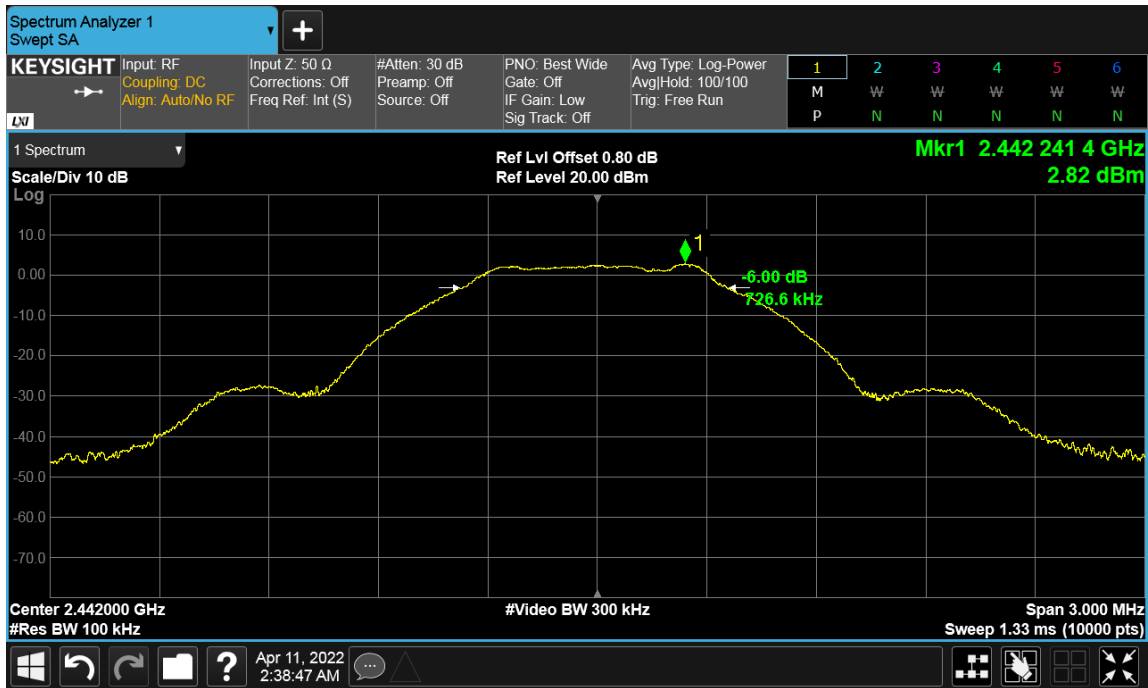 Spectrum Analyzer 1
Swept SA
KEYSIGHT
LXI
Input: RF
Coupling: DC
Align: Auto/No RF
Input Z: 50 Ω
Corrections: Off
Freq Ref: Int (S)
#Atten: 30 dB
Preamp: Off
Source: Off
PNO: Best Wide
Gate: Off
IF Gain: Low
Sig Track: Off
Avg Type: Log-Power
Avg|Hold: 100/100
Trig: Free Run
1 2 3 4 5 6
M W W W W W
P N N N N N
1 Spectrum
Scale/Div 10 dB
Log
Ref Lvl Offset 0.80 dB
Ref Level 20.00 dBm
Mkr1 2.442 241 4 GHz
2.82 dBm
10.0
0.00
-10.0
-20.0
-30.0
-40.0
-50.0
-60.0
-70.0
1
-6.00 dB
726.6 kHz
Center 2.442000 GHz
#Res BW 100 kHz
#Video BW 300 kHz
Span 3.000 MHz
Sweep 1.33 ms (10000 pts)
?
Apr 11, 2022
2:38:47 AM